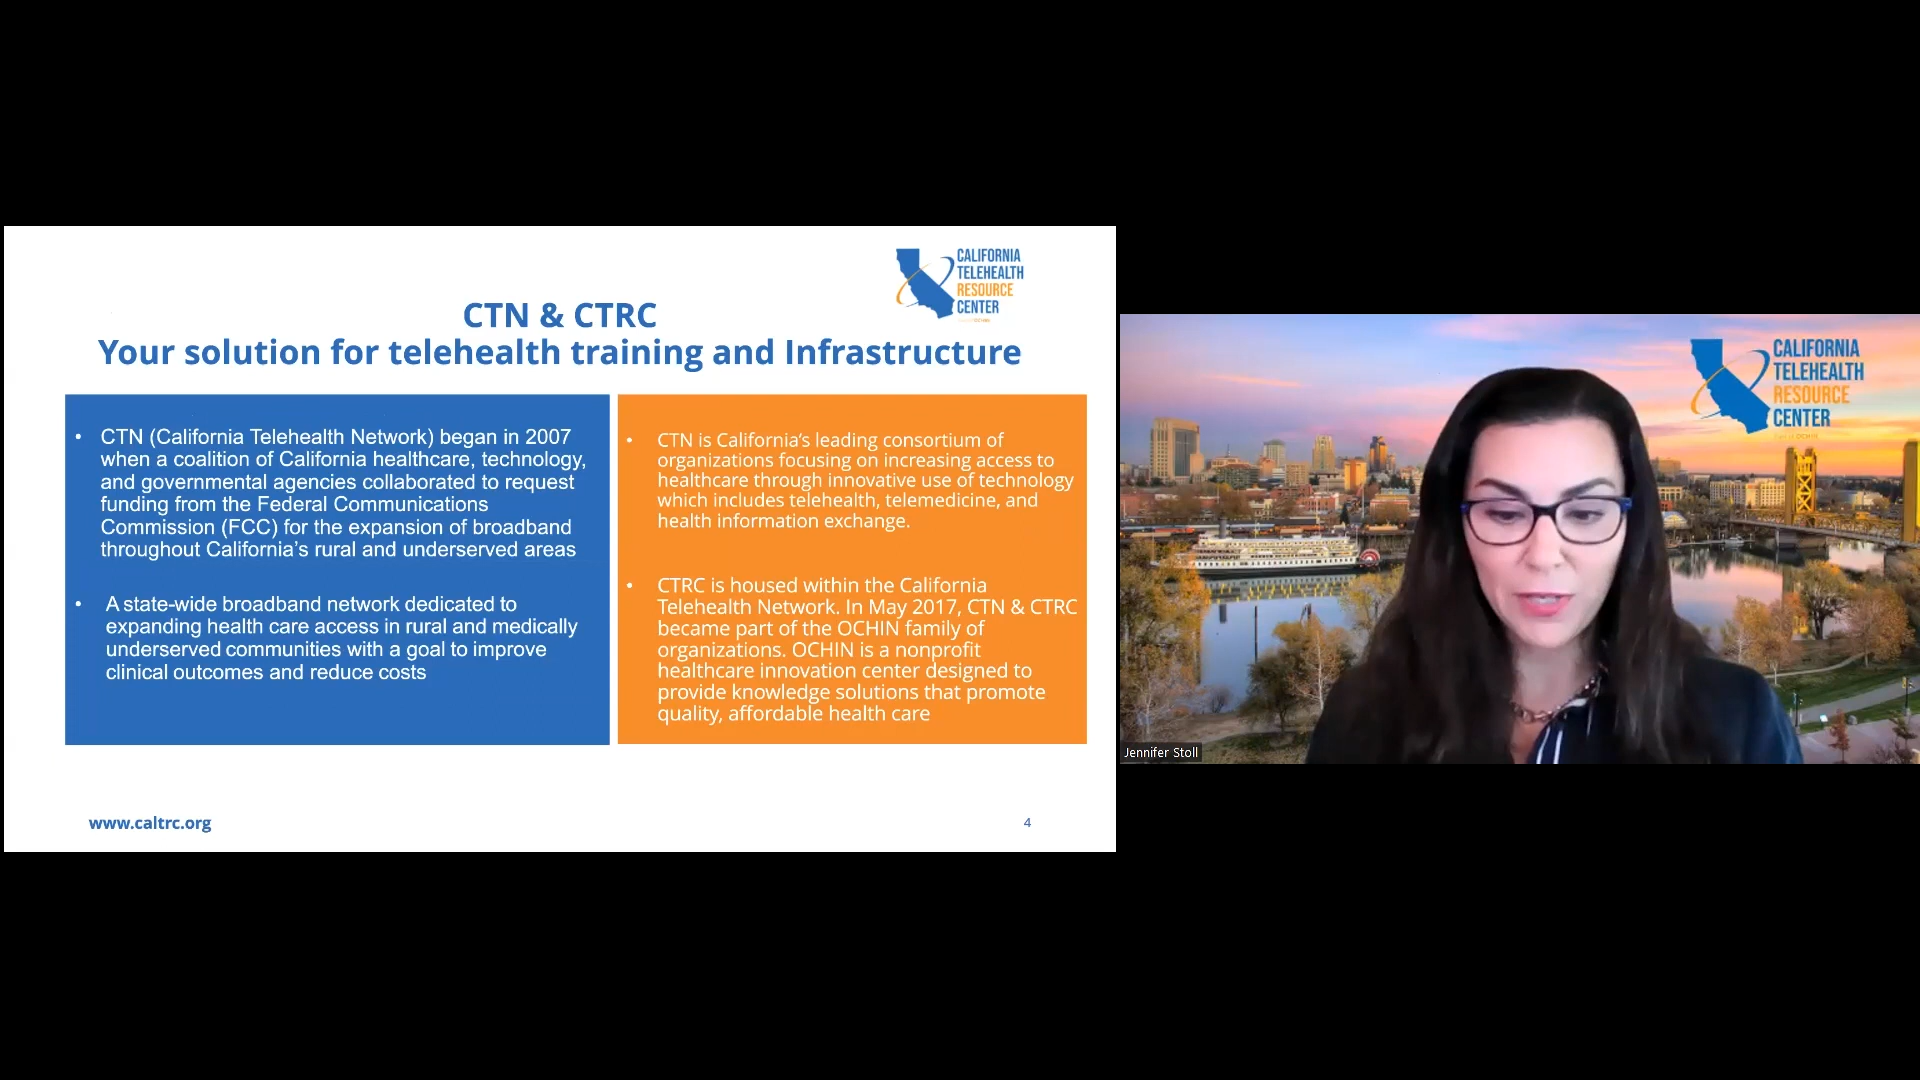 CALIFORNIA
TELEHEALTH
RESOURCE
CENTER
CTN & CTRC
Your solution for telehealth training and Infrastructure
• CTN (California Telehealth Network) began in 2007
when a coalition of California healthcare, technology,
and governmental agencies collaborated to request
funding from the Federal Communications
Commission (FCC) for the expansion of broadband
throughout California’s rural and underserved areas
• A state-wide broadband network dedicated to
expanding health care access in rural and medically
underserved communities with a goal to improve
clinical outcomes and reduce costs
• CTN is California’s leading consortium of
organizations focusing on increasing access to
healthcare through innovative use of technology
which includes telehealth, telemedicine, and
health information exchange.
• CTRC is housed within the California
Telehealth Network. In May 2017, CTN & CTRC
became part of the OCHIN family of
organizations. OCHIN is a nonprofit
healthcare innovation center designed to
provide knowledge solutions that promote
quality, affordable health care
www.caltrc.org
4
CALIFORNIA
TELEHEALTH
RESOURCE
CENTER
Jennifer Stoll